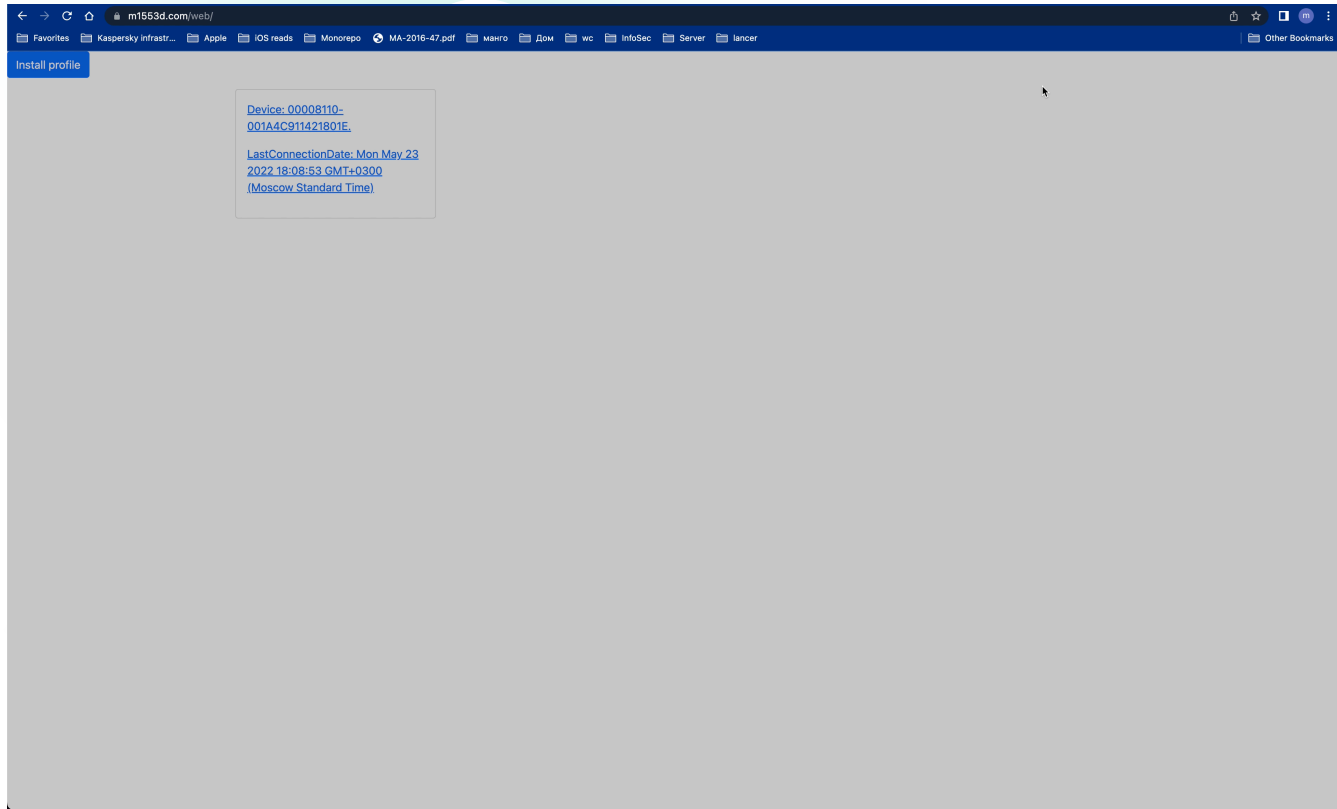 m1553d.com/web/
m
Favorites Kaspersky infrastr... Apple iOS reads Monorepo MA-2016-47.pdf манго Дом wc InfoSec Server lancer Other Bookmarks
Install profile
Device: 00008110-
001A4C911421801E.
LastConnectionDate: Mon May 23
2022 18:08:53 GMT+0300
(Moscow Standard Time)